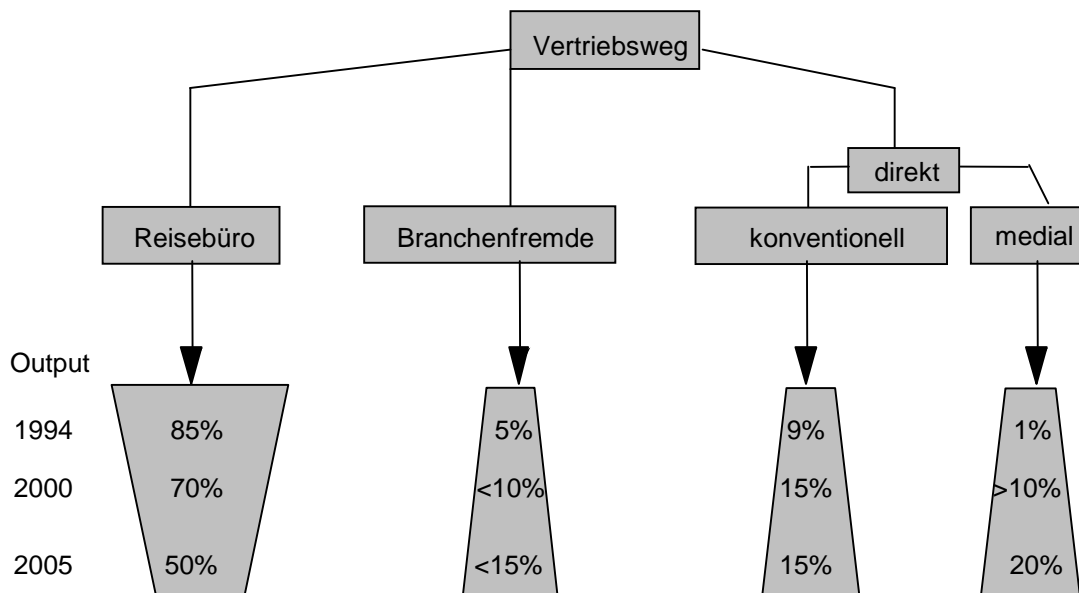 Vertriebsweg
direkt
Reisebüro Branchenfremde konventionell medial
Output
1994 85% 5% 9% 1%
2000 70% <10% 15% >10%
2005 50% <15% 15% 20%